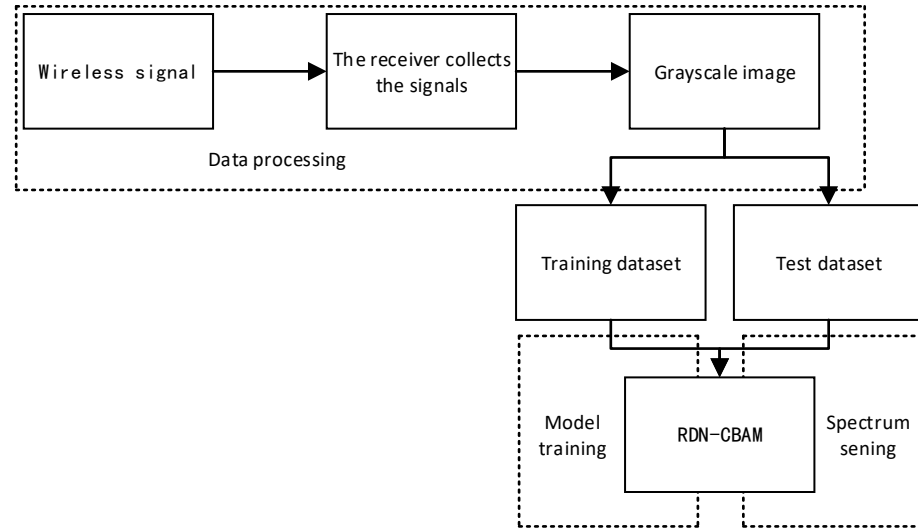 Wireless signal
The receiver collects
the signals
Grayscale image
Data processing
Training dataset
Test dataset
Model
training
RDN-CBAM
Spectrum
sening